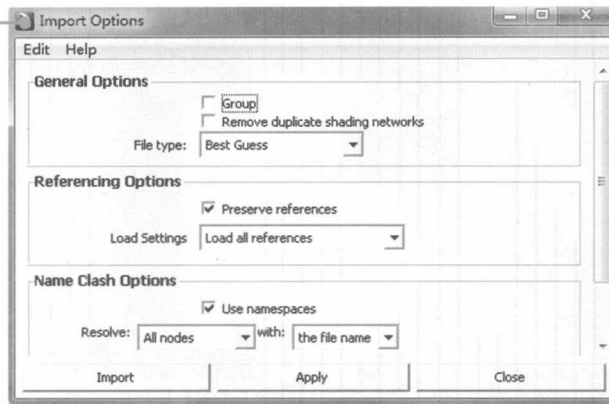 Import Options
Edit Help
General Options
Group
Remove duplicate shading networks
File type: Best Guess
Referencing Options
Preserve references
Load Settings Load all references
Name Clash Options
Use namespaces
Resolve: All nodes with: the file name
Import Apply Close